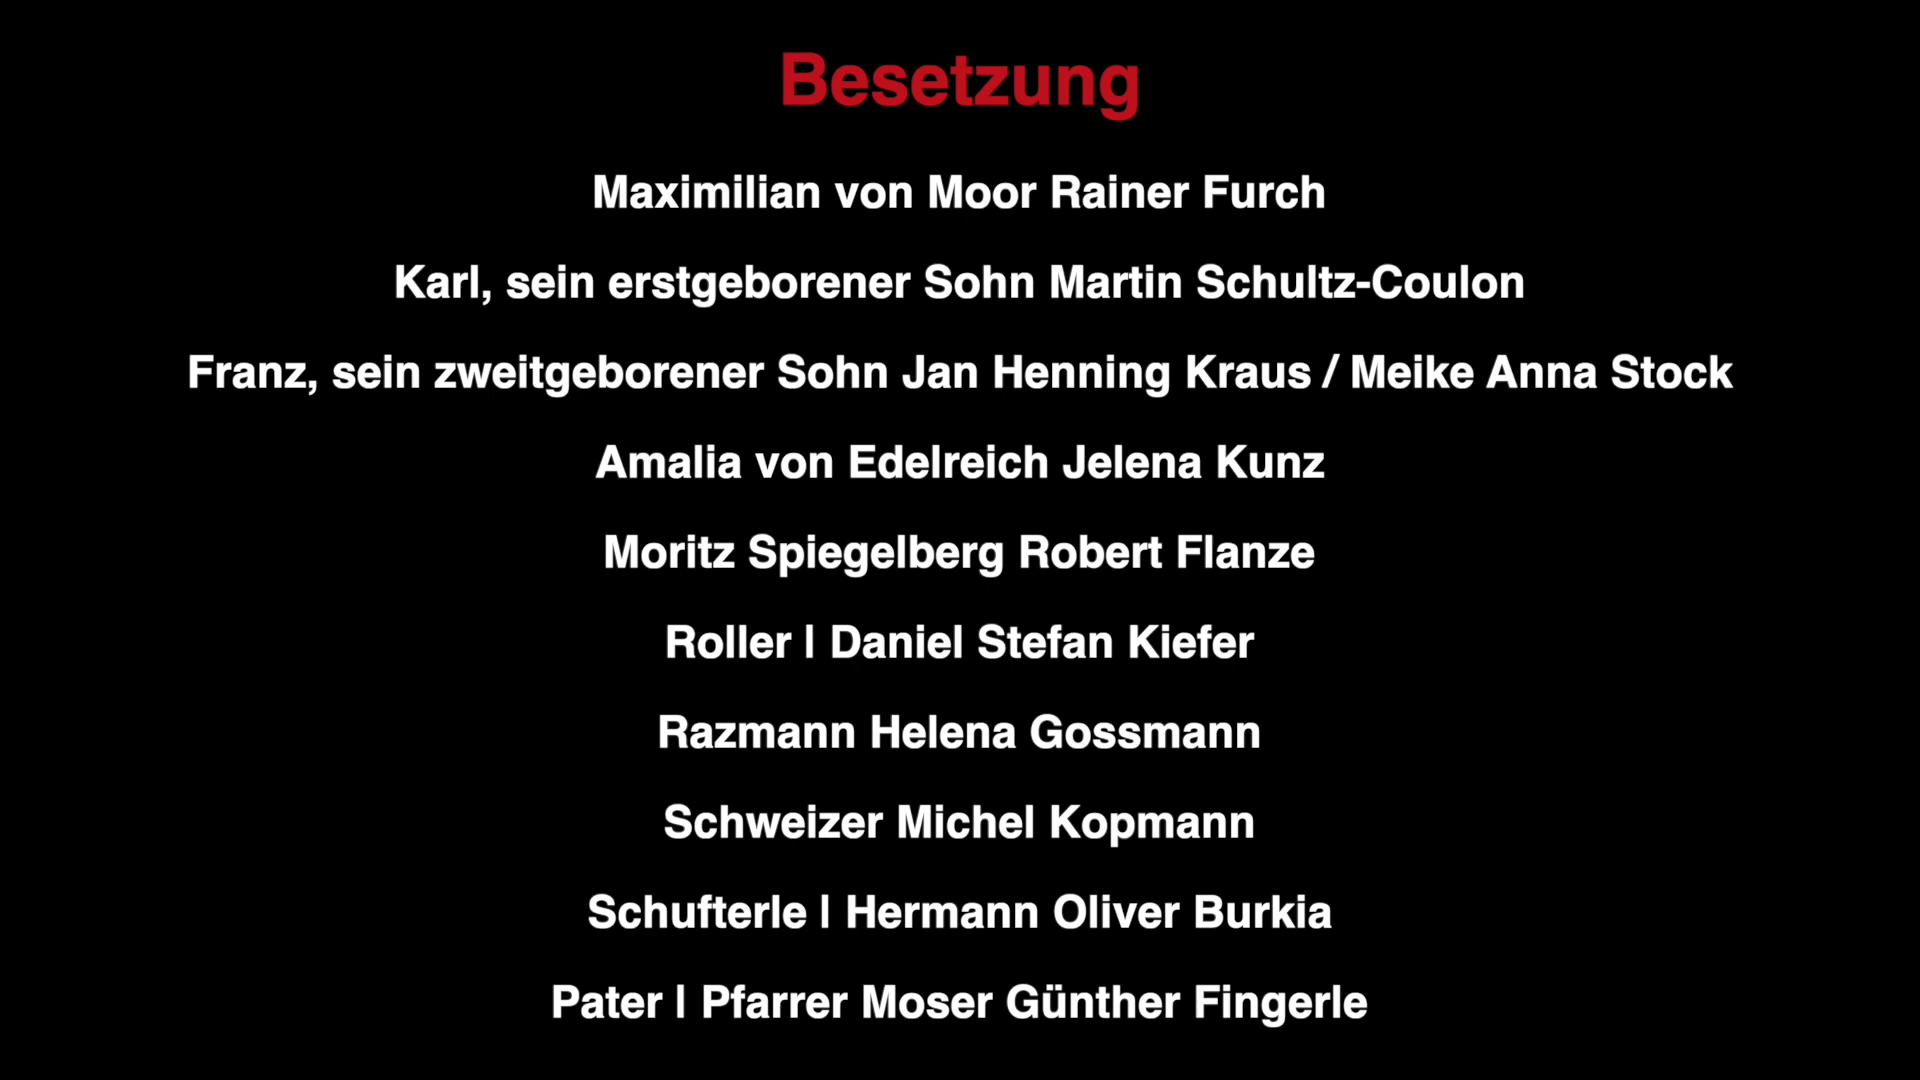 Besetzung
Maximilian von Moor Rainer Furch
Karl, sein erstgeborener Sohn Martin Schultz-Coulon
Franz, sein zweitgeborener Sohn Jan Henning Kraus / Meike Anna Stock
Amalia von Edelreich Jelena Kunz
Moritz Spiegelberg Robert Flanze
Roller | Daniel Stefan Kiefer
Razmann Helena Gossmann
Schweizer Michel Kopmann
Schufterle | Hermann Oliver Burkia
Pater | Pfarrer Moser Günther Fingerle